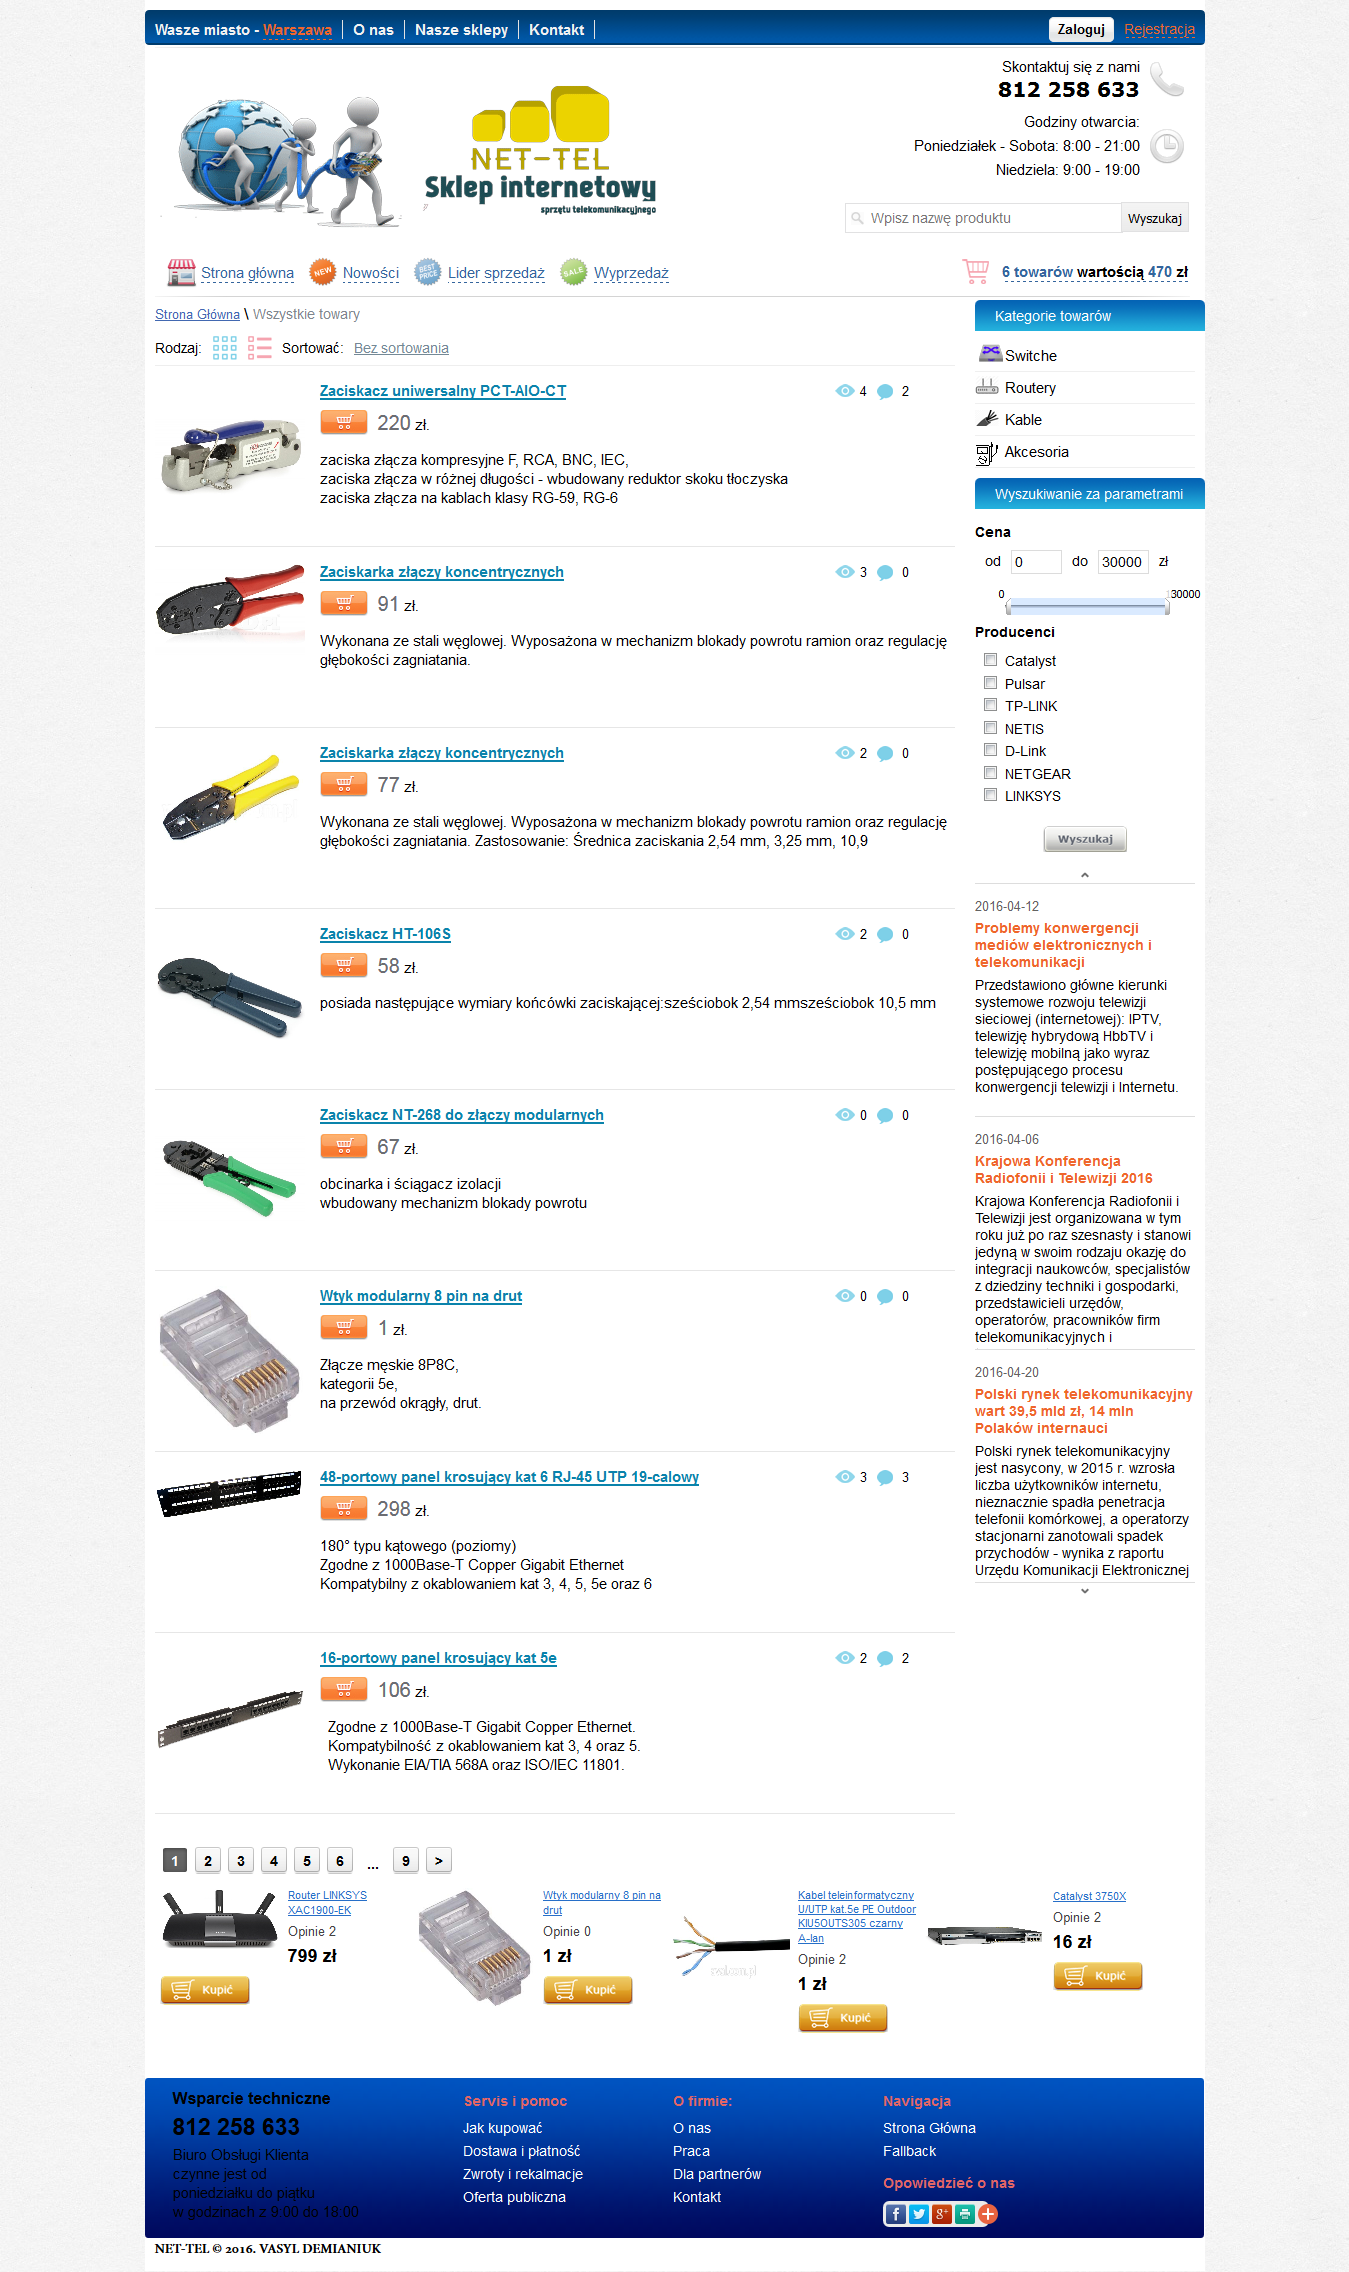 Wasze miasto - Warszawa O nas Nasze sklepy Kontakt Zaloguj Rejestracja
Skontaktuj się z nami
812 258 633
Godziny otwarcia:
Poniedziałek - Sobota: 8:00 - 21:00
Niedziela: 9:00 - 19:00
NET-TEL
Sklep internetowy
sprzętu telekomunikacyjnego
Wpisz nazwę produktu Wyszukaj
Strona główna NEW Nowości BEST PRICE Lider sprzedaż SALE Wyprzedaż 6 towarów wartością 470 zł
Strona Główna \ Wszystkie towary
Rodzaj: Sortować: Bez sortowania
Zaciskacz uniwersalny PCT-AIO-CT 4 2
220 zł.
zaciska złącza kompresyjne F, RCA, BNC, IEC,
zaciska złącza w różnej długości - wbudowany reduktor skoku tłoczyska
zaciska złącza na kablach klasy RG-59, RG-6
Zaciskarka złączy koncentrycznych 3 0
91 zł.
Wykonana ze stali węglowej. Wyposażona w mechanizm blokady powrotu ramion oraz regulację
głębokości zagniatania.
Zaciskarka złączy koncentrycznych 2 0
77 zł.
Wykonana ze stali węglowej. Wyposażona w mechanizm blokady powrotu ramion oraz regulację
głębokości zagniatania. Zastosowanie: Średnica zaciskania 2,54 mm, 3,25 mm, 10,9
Zaciskacz HT-106S 2 0
58 zł.
posiada następujące wymiary końcówki zaciskającej:sześciobok 2,54 mmsześciobok 10,5 mm
Zaciskacz NT-268 do złączy modularnych 0 0
67 zł.
obcinarka i ściągacz izolacji
wbudowany mechanizm blokady powrotu
Wtyk modularny 8 pin na drut 0 0
1 zł.
Złącze męskie 8P8C,
kategorii 5e,
na przewód okrągły, drut.
48-portowy panel krosujący kat 6 RJ-45 UTP 19-calowy 3 3
298 zł.
180° typu kątowego (poziomy)
Zgodne z 1000Base-T Copper Gigabit Ethernet
Kompatybilny z okablowaniem kat 3, 4, 5, 5e oraz 6
16-portowy panel krosujący kat 5e 2 2
106 zł.
Zgodne z 1000Base-T Gigabit Copper Ethernet.
Kompatybilność z okablowaniem kat 3, 4 oraz 5.
Wykonanie EIA/TIA 568A oraz ISO/IEC 11801.
Kategorie towarów
Switche
Routery
Kable
Akcesoria
Wyszukiwanie za parametrami
Cena
od 0 do 30000 zł
0 30000
Producenci
Catalyst
Pulsar
TP-LINK
NETIS
D-Link
NETGEAR
LINKSYS
Wyszukaj
2016-04-12
Problemy konwergencji
mediów elektronicznych i
telekomunikacji
Przedstawiono główne kierunki
systemowe rozwoju telewizji
sieciowej (internetowej): IPTV,
telewizję hybrydową HbbTV i
telewizję mobilną jako wyraz
postępującego procesu
konwergencji telewizji i Internetu.
2016-04-06
Krajowa Konferencja
Radiofonii i Telewizji 2016
Krajowa Konferencja Radiofonii i
Telewizji jest organizowana w tym
roku już po raz szesnasty i stanowi
jedyną w swoim rodzaju okazję do
integracji naukowców, specjalistów
z dziedziny techniki i gospodarki,
przedstawicieli urzędów,
operatorów, pracowników firm
telekomunikacyjnych i
2016-04-20
Polski rynek telekomunikacyjny
wart 39,5 mld zł, 14 mln
Polaków internauci
Polski rynek telekomunikacyjny
jest nasycony, w 2015 r. wzrosła
liczba użytkowników internetu,
nieznacznie spadła penetracja
telefonii komórkowej, a operatorzy
stacjonarni zanotowali spadek
przychodów - wynika z raportu
Urzędu Komunikacji Elektronicznej
1 2 3 4 5 6 ... 9 >
Router LINKSYS
XAC1900-EK
Opinie 2
799 zł
Kupić
Wtyk modularny 8 pin na
drut
Opinie 0
1 zł
Kupić
Kabel teleinformatyczny
U/UTP kat.5e PE Outdoor
KIU5OUTS305 czarny
A-lan
Opinie 2
1 zł
Kupić
Catalyst 3750X
Opinie 2
16 zł
Kupić
Wsparcie techniczne
812 258 633
Biuro Obsługi Klienta
czynne jest od
poniedziałku do piątku
w godzinach z 9:00 do 18:00
Servis i pomoc
Jak kupować
Dostawa i płatność
Zwroty i rekalmacje
Oferta publiczna
O firmie:
O nas
Praca
Dla partnerów
Kontakt
Navigacja
Strona Główna
Fallback
Opowiedzieć o nas
NET-TEL © 2016. VASYL DEMIANIUK